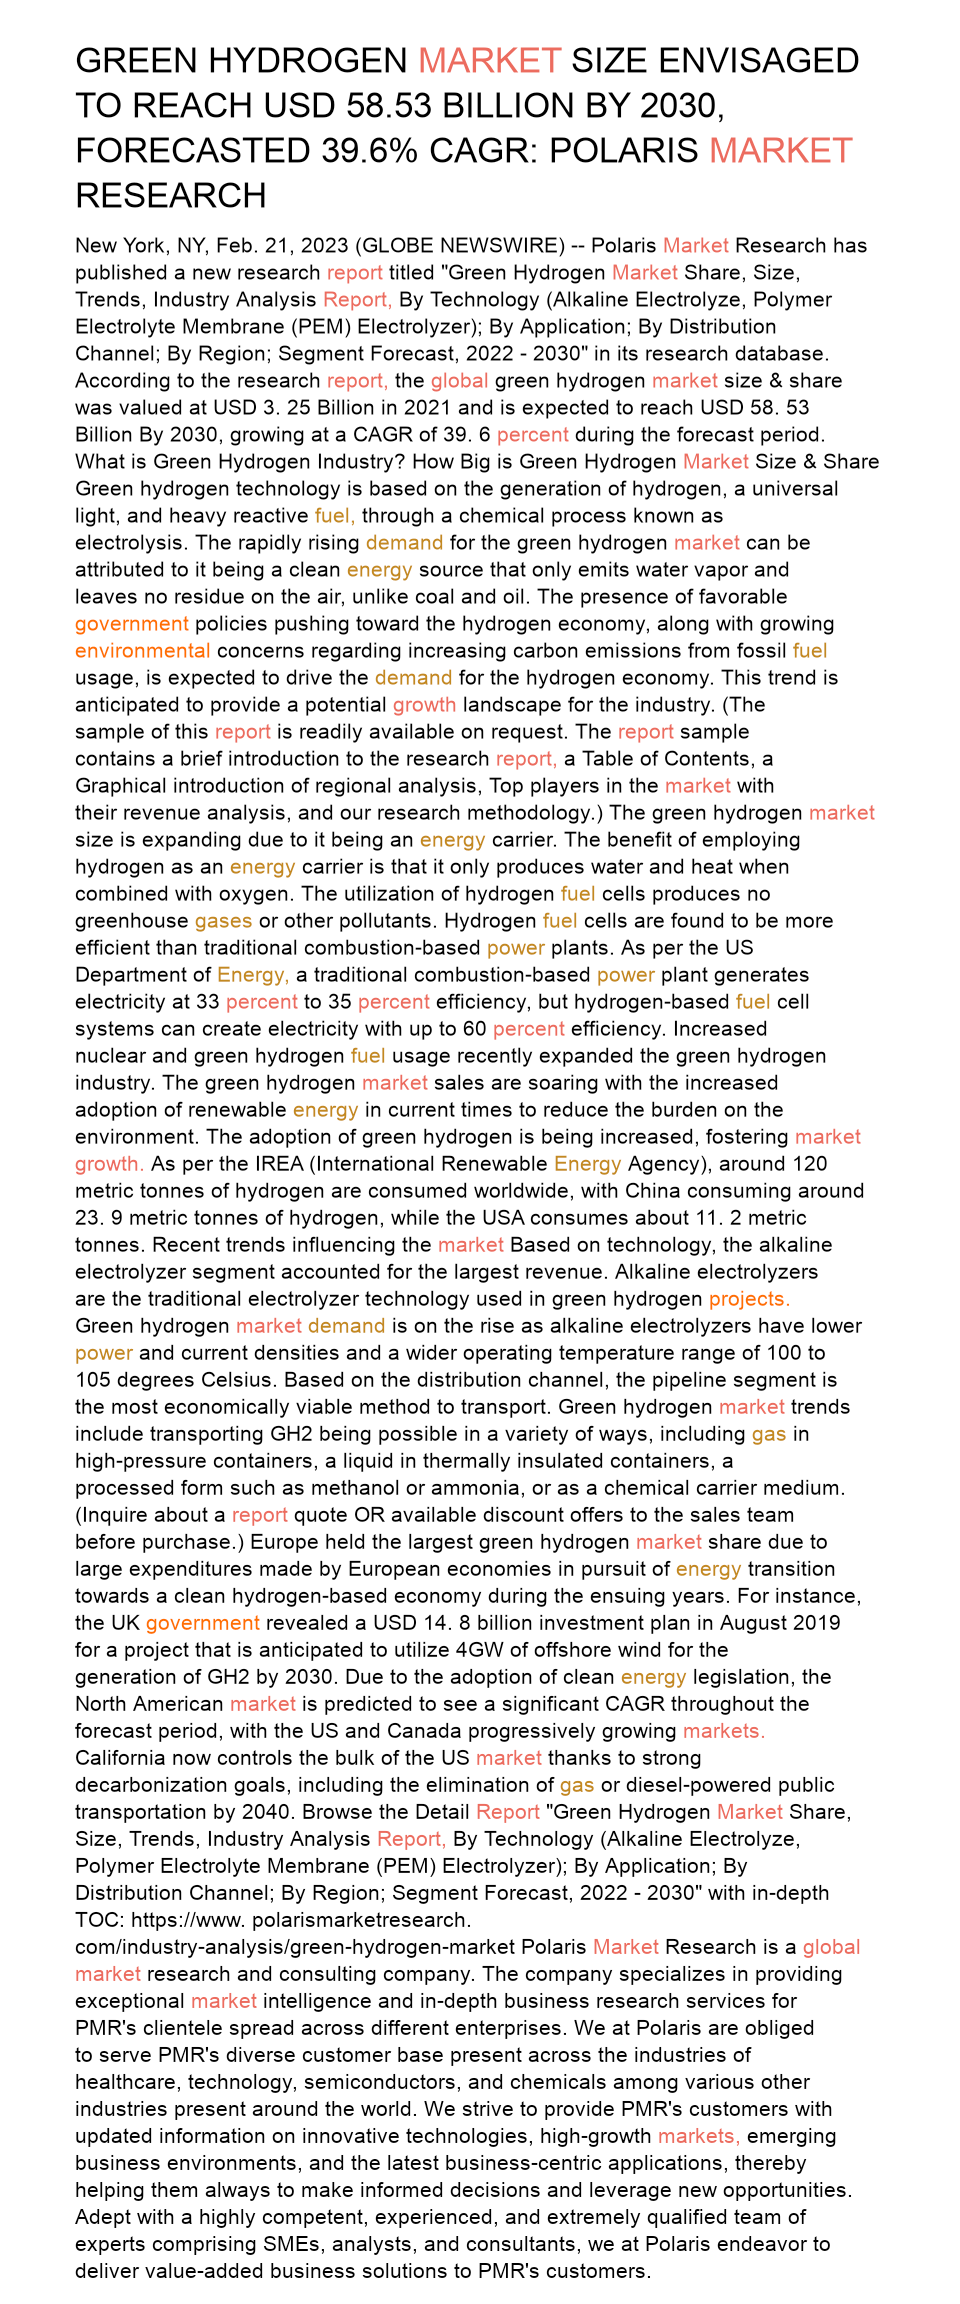 GREEN HYDROGEN MARKET SIZE ENVISAGED
TO REACH USD 58.53 BILLION BY 2030,
FORECASTED 39.6% CAGR: POLARIS MARKET
RESEARCH
New York, NY, Feb. 21, 2023 (GLOBE NEWSWIRE) -- Polaris Market Research has
published a new research report titled "Green Hydrogen Market Share, Size,
Trends, Industry Analysis Report, By Technology (Alkaline Electrolyze, Polymer
Electrolyte Membrane (PEM) Electrolyzer); By Application; By Distribution
Channel; By Region; Segment Forecast, 2022 - 2030" in its research database.
According to the research report, the global green hydrogen market size & share
was valued at USD 3. 25 Billion in 2021 and is expected to reach USD 58. 53
Billion By 2030, growing at a CAGR of 39. 6 percent during the forecast period.
What is Green Hydrogen Industry? How Big is Green Hydrogen Market Size & Share
Green hydrogen technology is based on the generation of hydrogen, a universal
light, and heavy reactive fuel, through a chemical process known as
electrolysis. The rapidly rising demand for the green hydrogen market can be
attributed to it being a clean energy source that only emits water vapor and
leaves no residue on the air, unlike coal and oil. The presence of favorable
government policies pushing toward the hydrogen economy, along with growing
environmental concerns regarding increasing carbon emissions from fossil fuel
usage, is expected to drive the demand for the hydrogen economy. This trend is
anticipated to provide a potential growth landscape for the industry. (The
sample of this report is readily available on request. The report sample
contains a brief introduction to the research report, a Table of Contents, a
Graphical introduction of regional analysis, Top players in the market with
their revenue analysis, and our research methodology.) The green hydrogen market
size is expanding due to it being an energy carrier. The benefit of employing
hydrogen as an energy carrier is that it only produces water and heat when
combined with oxygen. The utilization of hydrogen fuel cells produces no
greenhouse gases or other pollutants. Hydrogen fuel cells are found to be more
efficient than traditional combustion-based power plants. As per the US
Department of Energy, a traditional combustion-based power plant generates
electricity at 33 percent to 35 percent efficiency, but hydrogen-based fuel cell
systems can create electricity with up to 60 percent efficiency. Increased
nuclear and green hydrogen fuel usage recently expanded the green hydrogen
industry. The green hydrogen market sales are soaring with the increased
adoption of renewable energy in current times to reduce the burden on the
environment. The adoption of green hydrogen is being increased, fostering market
growth. As per the IREA (International Renewable Energy Agency), around 120
metric tonnes of hydrogen are consumed worldwide, with China consuming around
23. 9 metric tonnes of hydrogen, while the USA consumes about 11. 2 metric
tonnes. Recent trends influencing the market Based on technology, the alkaline
electrolyzer segment accounted for the largest revenue. Alkaline electrolyzers
are the traditional electrolyzer technology used in green hydrogen projects.
Green hydrogen market demand is on the rise as alkaline electrolyzers have lower
power and current densities and a wider operating temperature range of 100 to
105 degrees Celsius. Based on the distribution channel, the pipeline segment is
the most economically viable method to transport. Green hydrogen market trends
include transporting GH2 being possible in a variety of ways, including gas in
high-pressure containers, a liquid in thermally insulated containers, a
processed form such as methanol or ammonia, or as a chemical carrier medium.
(Inquire about a report quote OR available discount offers to the sales team
before purchase.) Europe held the largest green hydrogen market share due to
large expenditures made by European economies in pursuit of energy transition
towards a clean hydrogen-based economy during the ensuing years. For instance,
the UK government revealed a USD 14. 8 billion investment plan in August 2019
for a project that is anticipated to utilize 4GW of offshore wind for the
generation of GH2 by 2030. Due to the adoption of clean energy legislation, the
North American market is predicted to see a significant CAGR throughout the
forecast period, with the US and Canada progressively growing markets.
California now controls the bulk of the US market thanks to strong
decarbonization goals, including the elimination of gas or diesel-powered public
transportation by 2040. Browse the Detail Report "Green Hydrogen Market Share,
Size, Trends, Industry Analysis Report, By Technology (Alkaline Electrolyze,
Polymer Electrolyte Membrane (PEM) Electrolyzer); By Application; By
Distribution Channel; By Region; Segment Forecast, 2022 - 2030" with in-depth
TOC: https://www. polarismarketresearch.
com/industry-analysis/green-hydrogen-market Polaris Market Research is a global
market research and consulting company. The company specializes in providing
exceptional market intelligence and in-depth business research services for
PMR's clientele spread across different enterprises. We at Polaris are obliged
to serve PMR's diverse customer base present across the industries of
healthcare, technology, semiconductors, and chemicals among various other
industries present around the world. We strive to provide PMR's customers with
updated information on innovative technologies, high-growth markets, emerging
business environments, and the latest business-centric applications, thereby
helping them always to make informed decisions and leverage new opportunities.
Adept with a highly competent, experienced, and extremely qualified team of
experts comprising SMEs, analysts, and consultants, we at Polaris endeavor to
deliver value-added business solutions to PMR's customers.